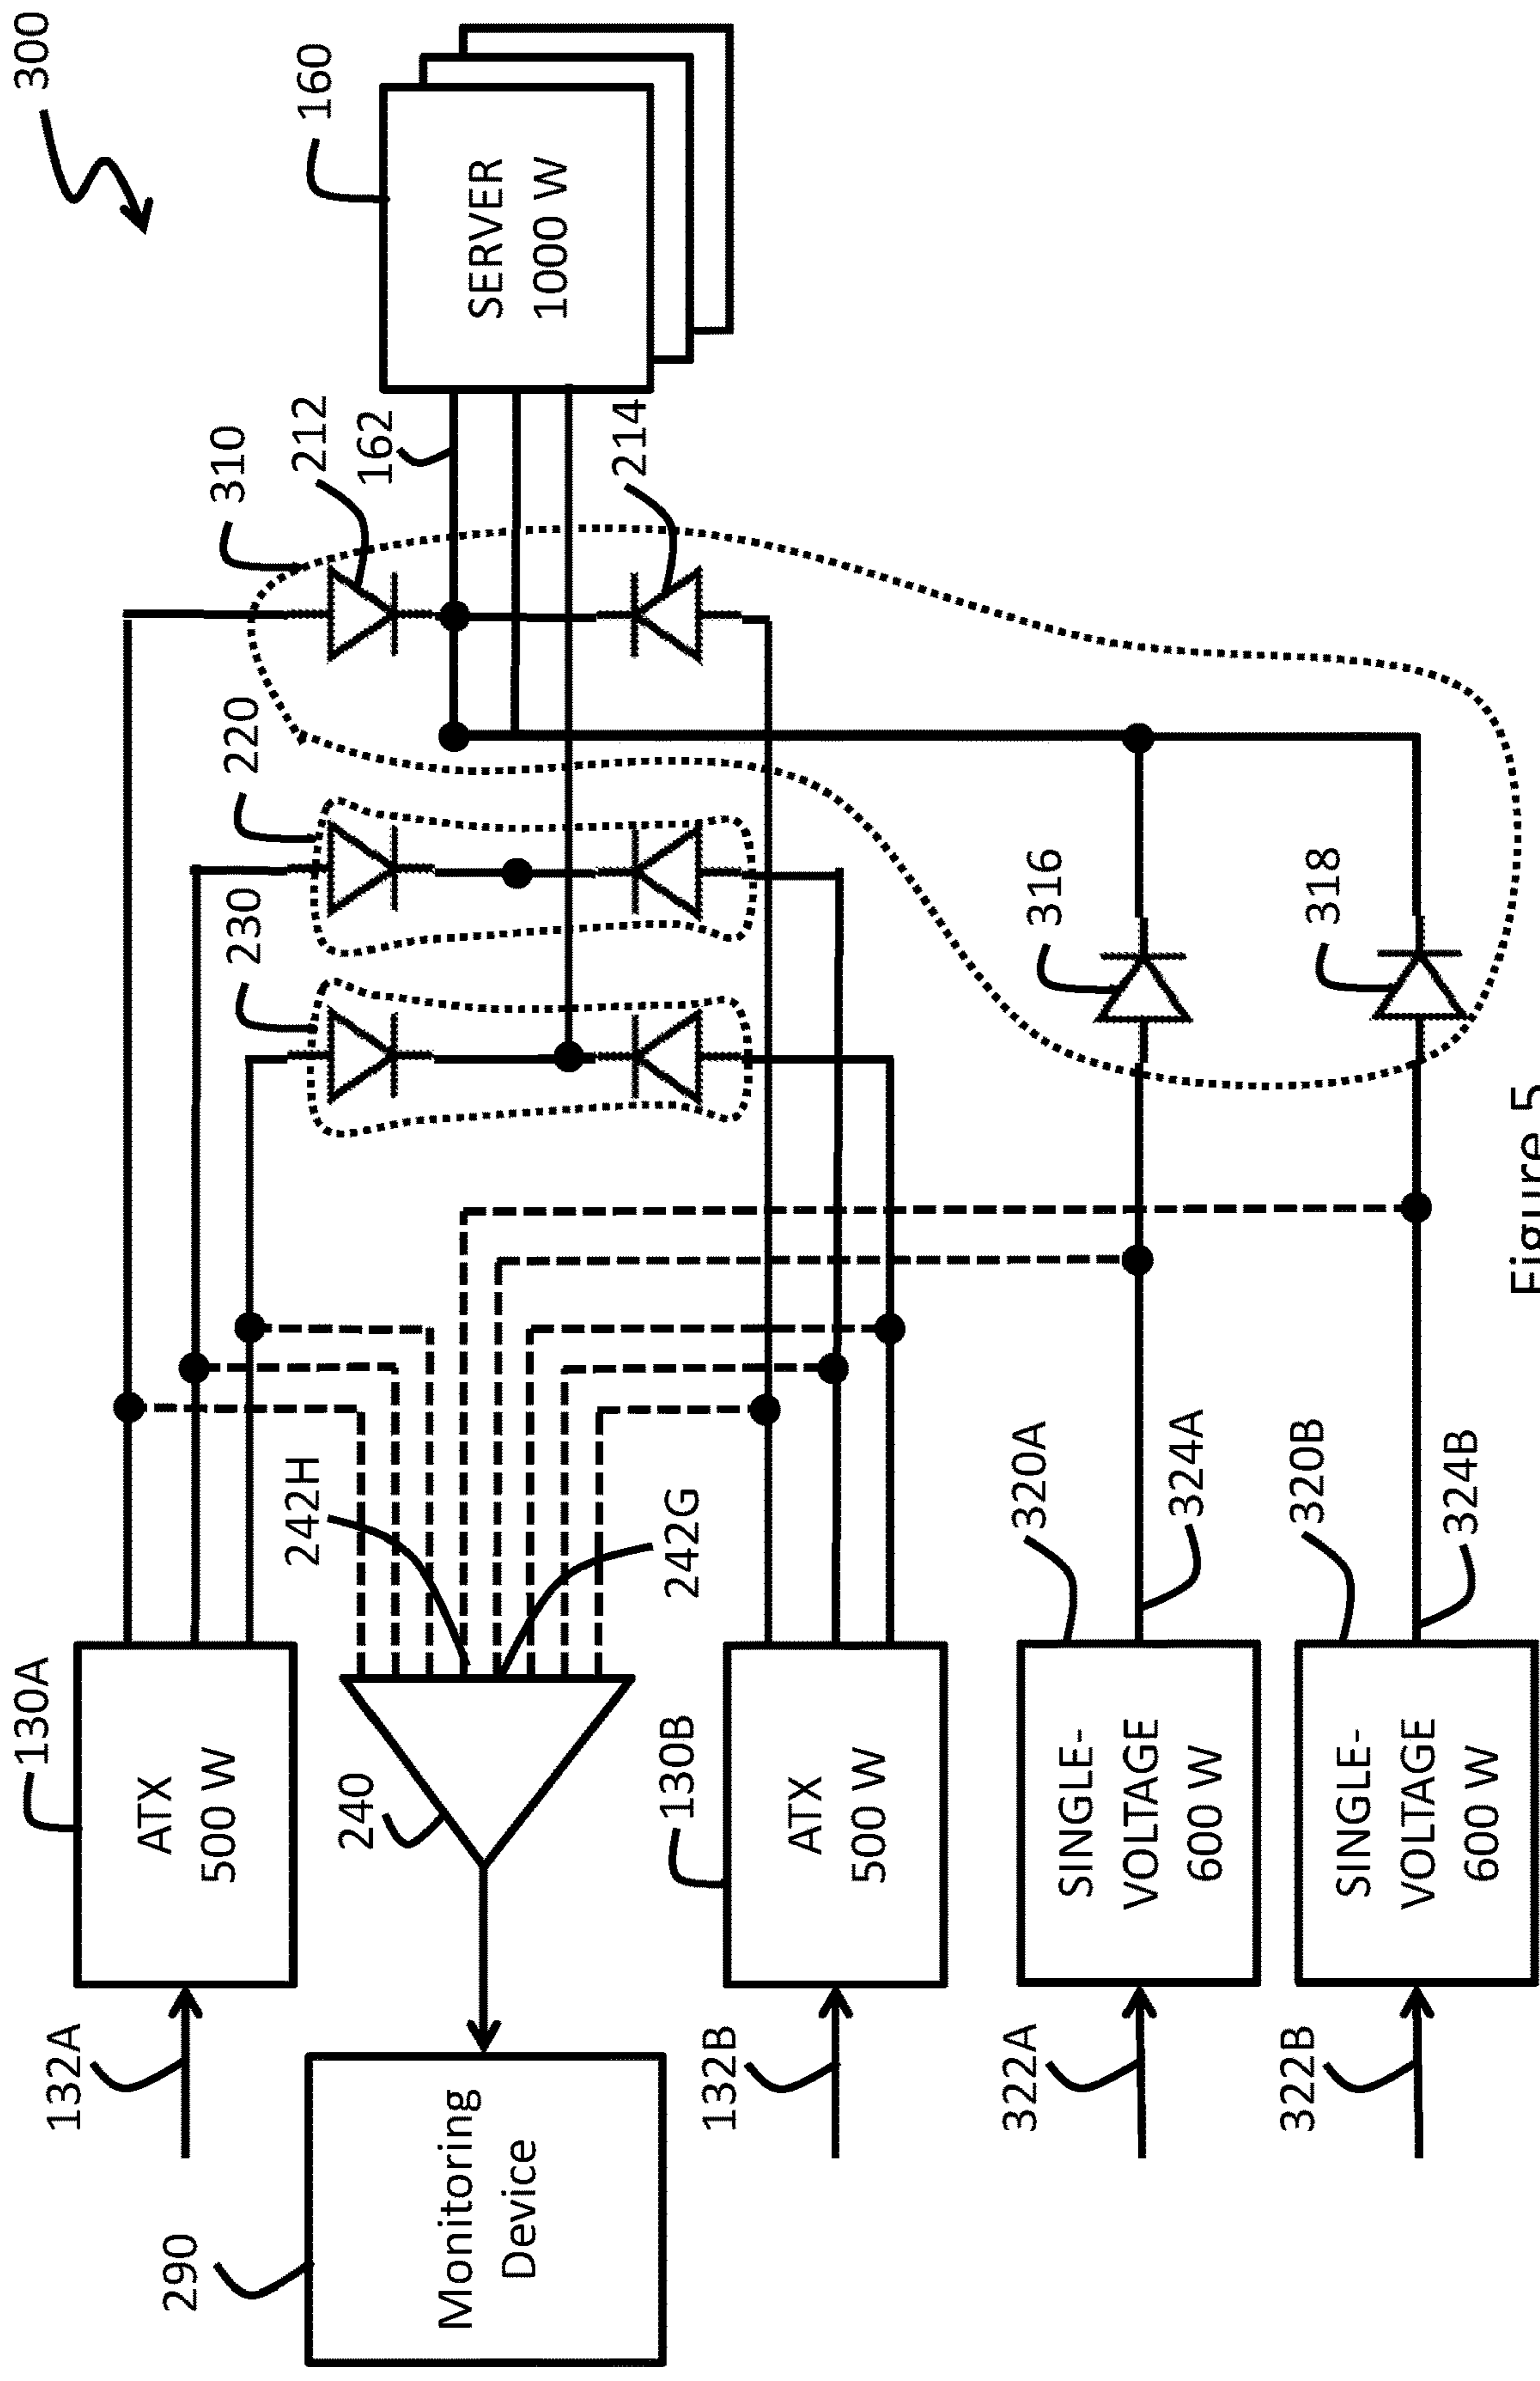 300
130A
ATX
500 W
132A
310
212
160
SERVER
1000 W
162
214
220
230
290
Monitoring
Device
240
242H
242G
130B
ATX
500 W
132B
320A
SINGLE-
VOLTAGE
600 W
322A
324A
316
320B
SINGLE-
VOLTAGE
600 W
322B
324B
318
Figure 5